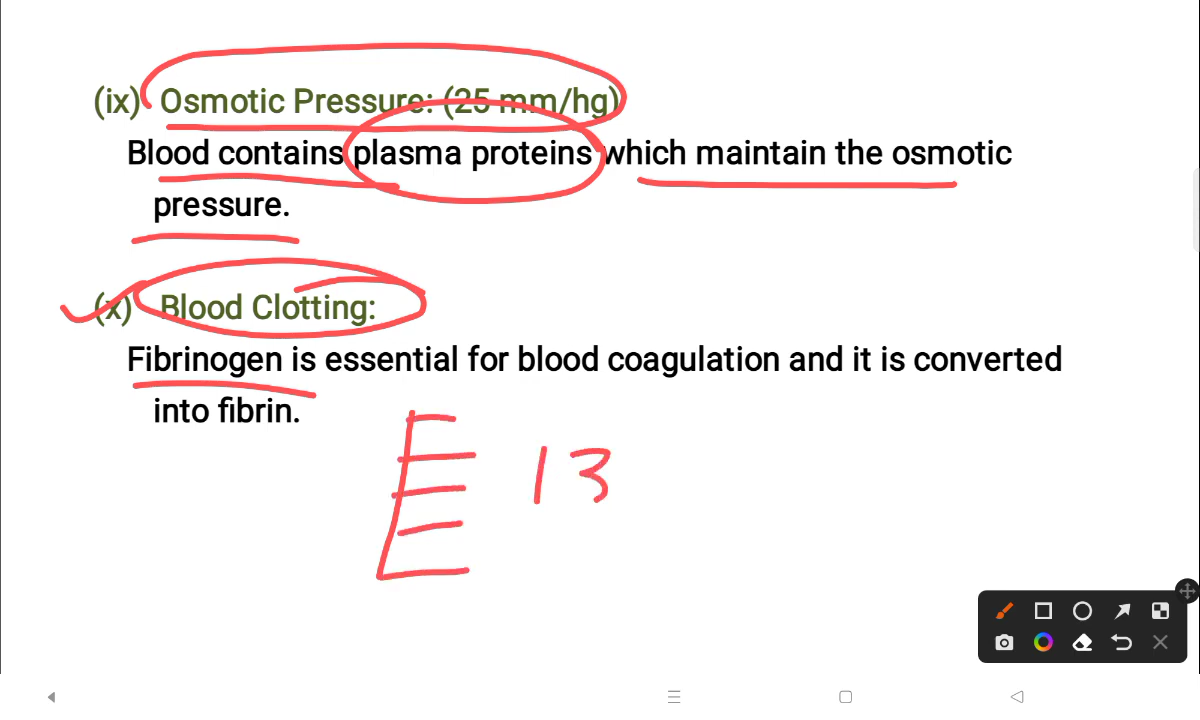 (ix) Osmotic Pressure: (25 mm/hg)
Blood contains plasma proteins which maintain the osmotic
pressure.
(x) Blood Clotting:
Fibrinogen is essential for blood coagulation and it is converted
into fibrin.
13